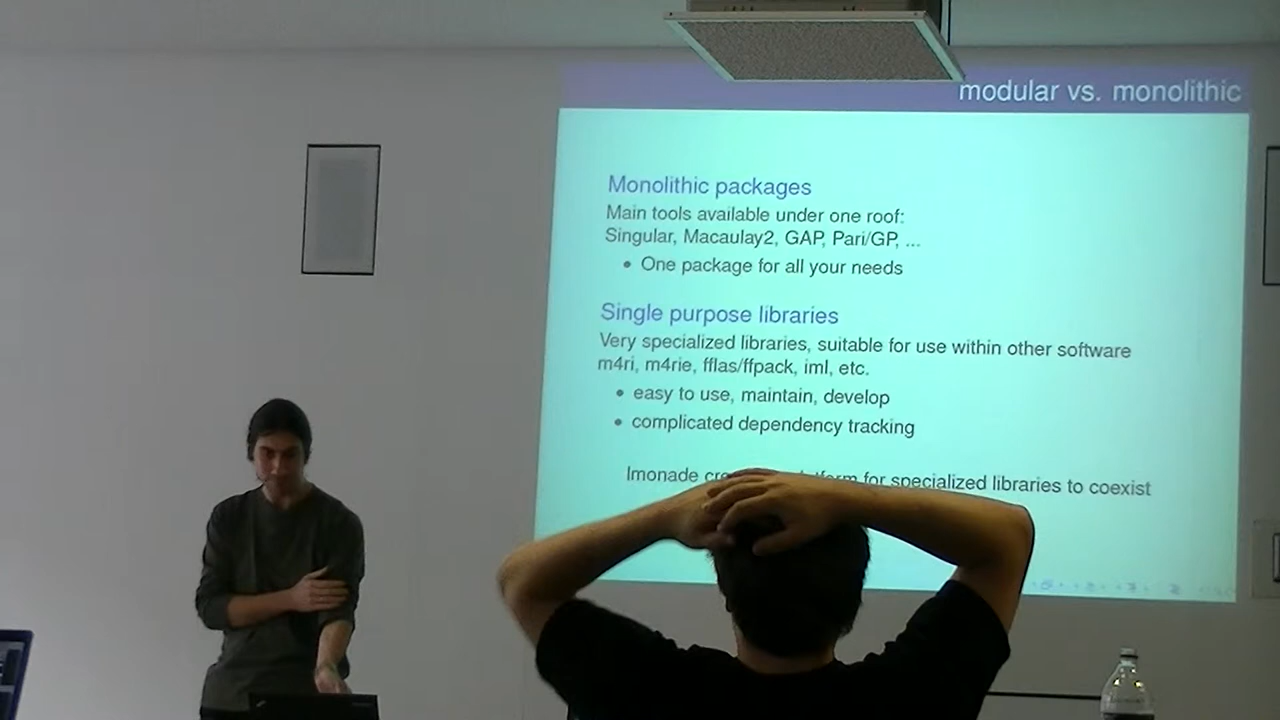 modular vs. monolithic
Monolithic packages
Main tools available under one roof:
Singular, Macaulay2, GAP, Pari/GP, ...
• One package for all your needs
Single purpose libraries
Very specialized libraries, suitable for use within other software
m4ri, m4rie, fflas/ffpack, iml, etc.
• easy to use, maintain, develop
• complicated dependency tracking
lmonade for specialized libraries to coexist